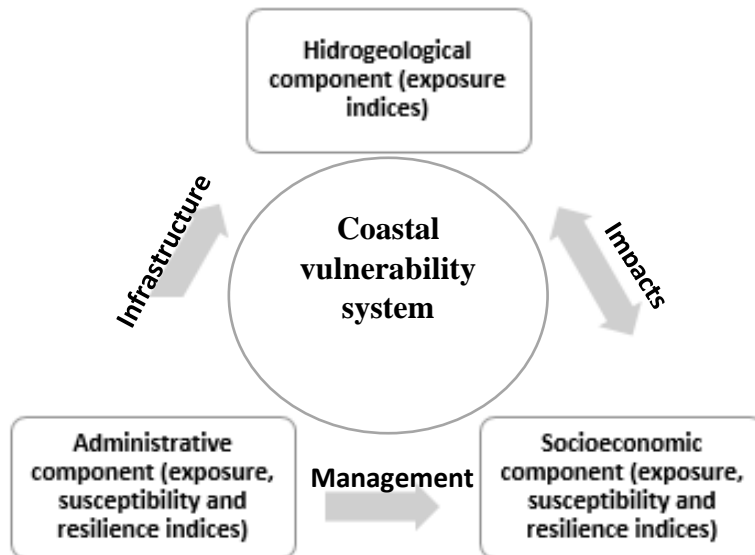 Hidrogeological
component (exposure
indices)
Infrastructure
Coastal
vulnerability
system
Impacts
Administrative
component (exposure,
susceptibility and
resilience indices)
Management
Socioeconomic
component (exposure,
susceptibility and
resilience indices)